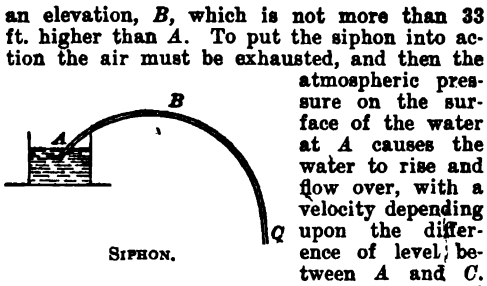 an elevation, B, which is not more than 33
ft. higher than A. To put the siphon into ac-
tion the air must be exhausted, and then the
atmospheric pres-
sure on the sur-
face of the water
at A causes the
water to rise and
flow over, with a
velocity depending
upon the differ-
ence of level, be-
tween A and C.
A
B
Q
SIPHON.